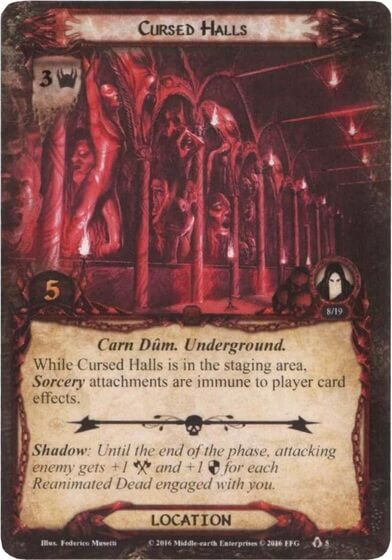 CURSED HALLS
3
5
8/19
Carn Dûm. Underground.
While Cursed Halls is in the staging area,
Sorcery attachments are immune to player card
effects.
Shadow: Until the end of the phase, attacking
enemy gets +1 and +1 for each
Reanimated Dead engaged with you.
LOCATION
Illus. Federico Musetti © 2016 Middle-earth Enterprises © 2016 FFG 8